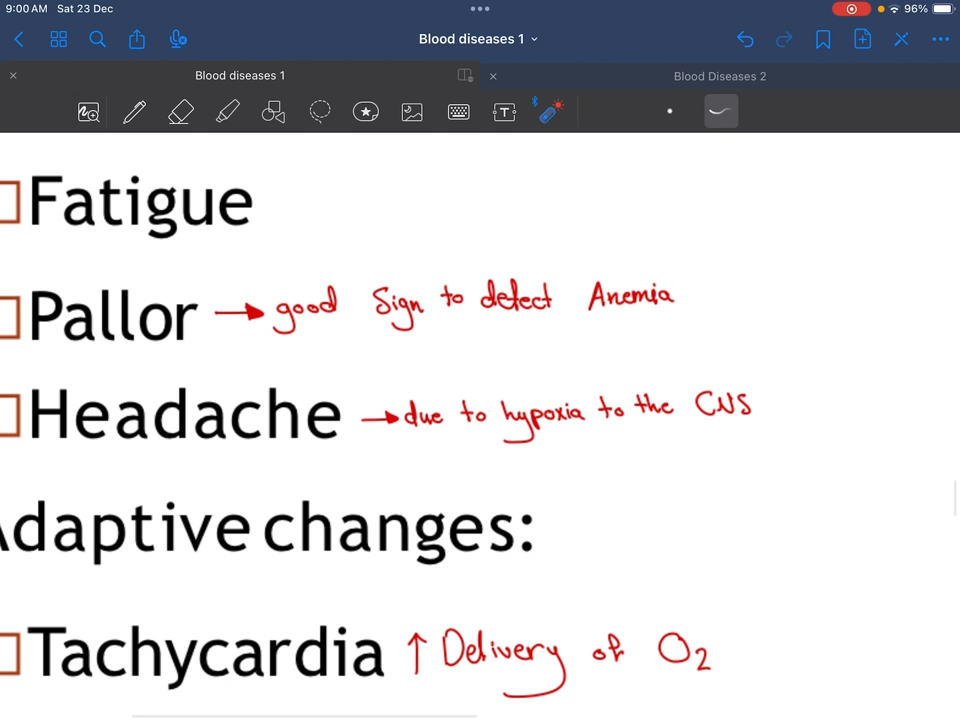 9:00 AM Sat 23 Dec 96%
Blood diseases 1
Blood diseases 1 Blood Diseases 2
Fatigue
Pallor → good Sign to detect Anemia
Headache → due to hypoxia to the CNS
Adaptive changes:
Tachycardia ↑ Delivery of O2